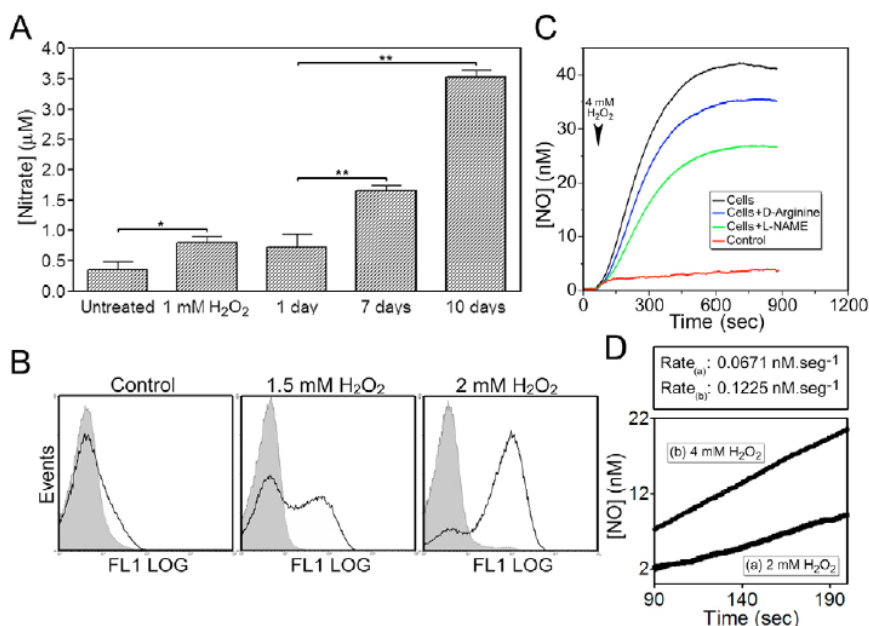 A
[Nitrate] (μM)
4.0
3.5
3.0
2.5
2.0
1.5
1.0
0.5
0.0
*
**
**
Untreated 1 mM H₂O₂ 1 day 7 days 10 days
B
Control 1.5 mM H₂O₂ 2 mM H₂O₂
Events
FL1 LOG FL1 LOG FL1 LOG
C
[NO] (nM)
40
30
20
10
0
4 mM
H₂O₂
Cells
Cells+D-Arginine
Cells+L-NAME
Control
0 300 600 900 1200
Time (sec)
D
Rate(a): 0.0671 nM.seg-1
Rate(b): 0.1225 nM.seg-1
[NO] (nM)
22
12
2
(b) 4 mM H₂O₂
(a) 2 mM H₂O₂
90 140 190
Time (sec)